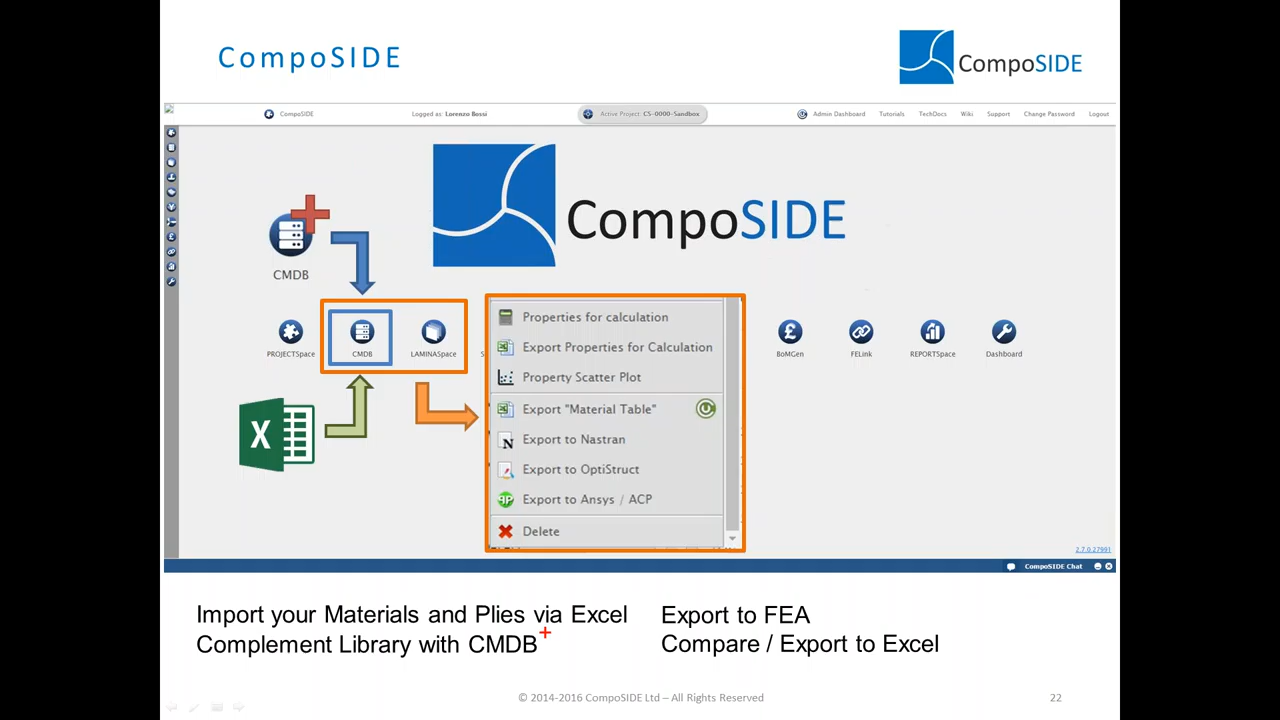 CompoSIDE
CompoSIDE
CompoSIDE
Logged as: Lorenzo Bossi
Active Project: CS-0000-Sandbox
Admin Dashboard
Tutorials
TechDocs
Wiki
Support
Change Password
Logout
CompoSIDE
CMDB
PROJECTSpace
CMDB
LAMINASpace
S
BoMGen
FELink
REPORTSpace
Dashboard
Properties for calculation
Export Properties for Calculation
Property Scatter Plot
Export "Material Table"
Export to Nastran
Export to OptiStruct
Export to Ansys / ACP
Delete
X
2.7.0.27991
CompoSIDE Chat
Import your Materials and Plies via Excel
Complement Library with CMDB+
Export to FEA
Compare / Export to Excel
© 2014-2016 CompoSIDE Ltd – All Rights Reserved
22